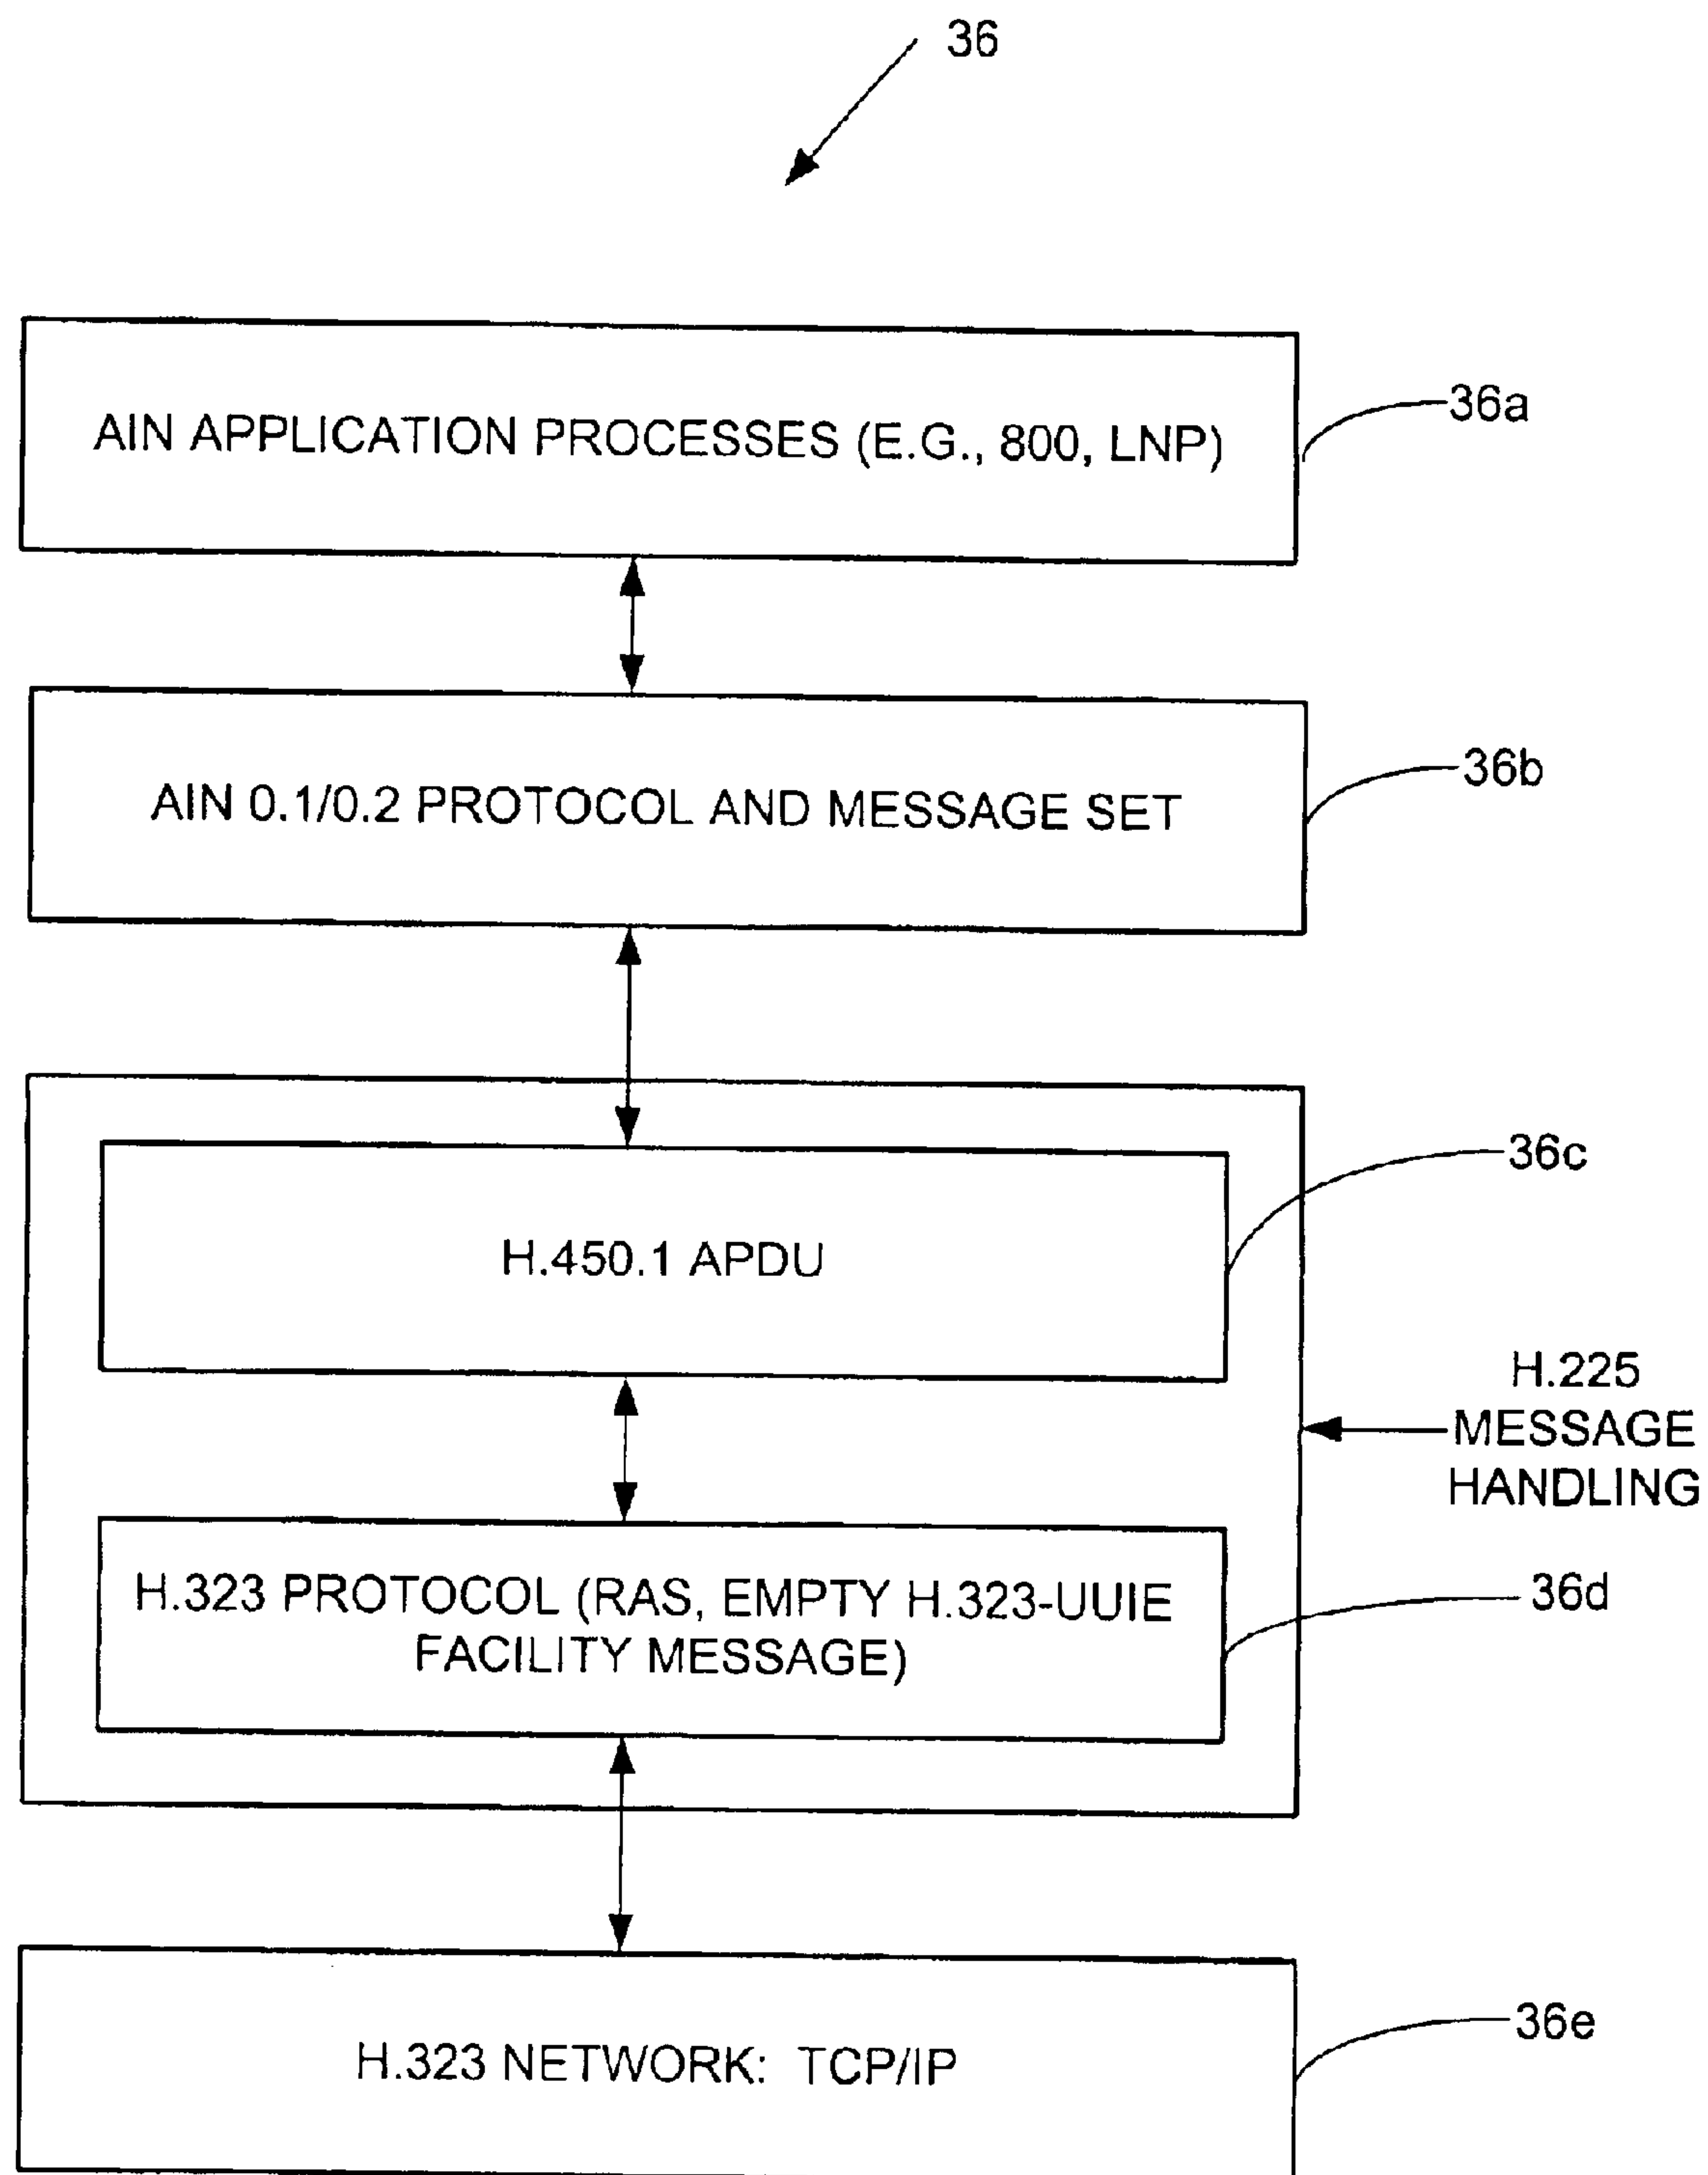 36
AIN APPLICATION PROCESSES (E.G., 800, LNP)
36a
AIN 0.1/0.2 PROTOCOL AND MESSAGE SET
36b
H.450.1 APDU
36c
H.225
MESSAGE
HANDLING
H.323 PROTOCOL (RAS, EMPTY H.323-UUIE
FACILITY MESSAGE)
36d
H.323 NETWORK: TCP/IP
36e